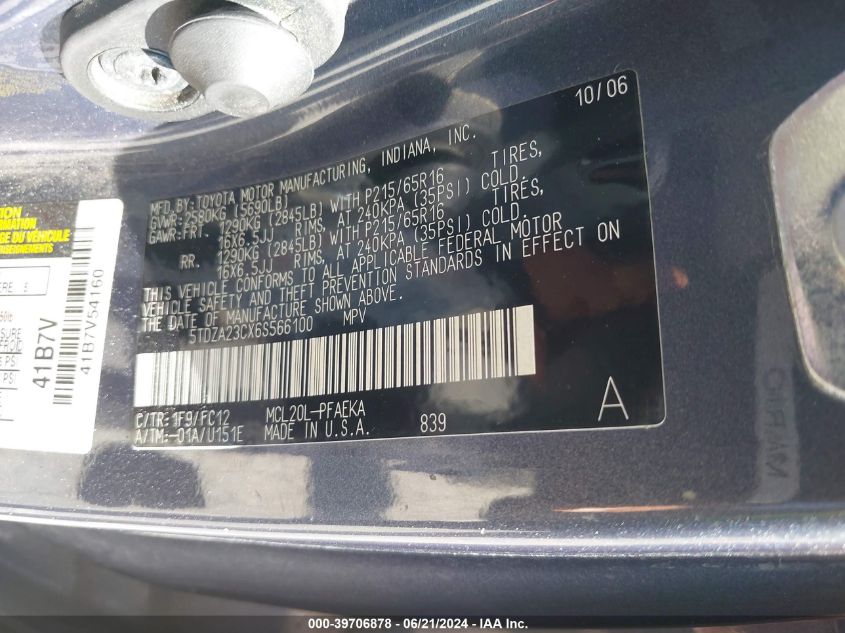 10/06
MFD.BY:TOYOTA MOTOR MANUFACTURING, INDIANA, INC.
GVWR:2580KG (5690LB)
GAWR:FRT. 1290KG (2845LB) WITH P215/65R16 TIRES,
16X6.5JJ RIMS, AT 240KPA (35PSI) COLD.
RR. 1290KG (2845LB) WITH P215/65R16 TIRES,
16X6.5JJ RIMS, AT 240KPA (35PSI) COLD.
THIS VEHICLE CONFORMS TO ALL APPLICABLE FEDERAL MOTOR
VEHICLE SAFETY AND THEFT PREVENTION STANDARDS IN EFFECT ON
THE DATE OF MANUFACTURE SHOWN ABOVE.
5TDZA23CX6S566100 MPV
C/TR:1F9/FC12 MCL20L-PFAEKA
A/TM:-01A/U151E MADE IN U.S.A. 839
A
41B7V
41B7V54160
DU VÉHICULE
000-39706878 - 06/21/2024 - IAA Inc.